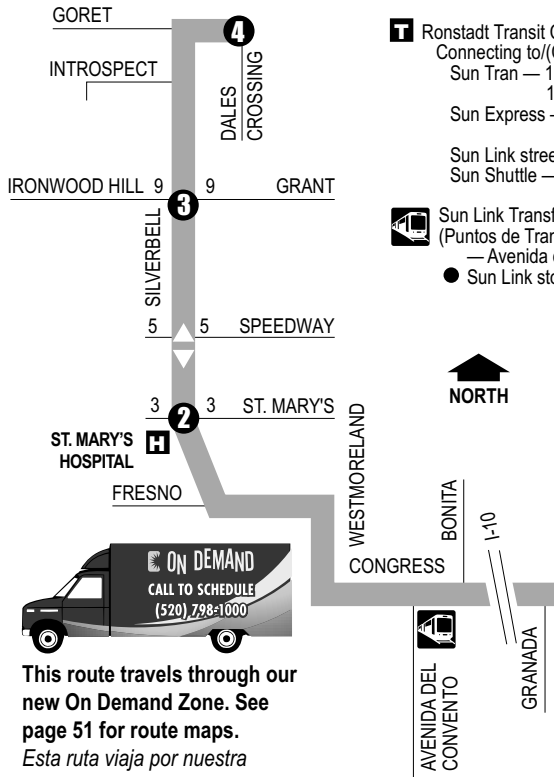 GORET
4
INTROSPECT
DALES
CROSSING
IRONWOOD HILL 9
3
9 GRANT
SILVERBELL
5
5 SPEEDWAY
3
2
3 ST. MARY'S
ST. MARY'S
HOSPITAL
H
FRESNO
WESTMORELAND
BONITA
I-10
CONGRESS
GRANADA
AVENIDA DEL
CONVENTO
ON DEMAND
CALL TO SCHEDULE
(520) 798-1000
This route travels through our
new On Demand Zone. See
page 51 for route maps.
Esta ruta viaja por nuestra
T Ronstadt Transit
Connecting to/(
Sun Tran — 1
1
Sun Express -
Sun Link
Sun Shuttle —
Sun Link
(Puntos de
— Avenida
Sun Link
NORTH